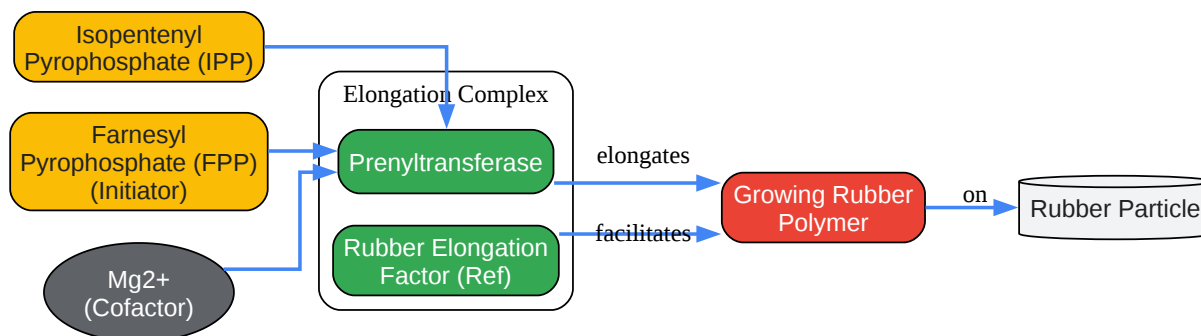 Isopentenyl
Pyrophosphate (IPP)
Elongation Complex
Farnesyl
Pyrophosphate (FPP)
(Initiator)
Prenyltransferase
elongates
Growing Rubber
Polymer
on
Rubber Particle
Rubber Elongation
Factor (Ref)
facilitates
Mg2+
(Cofactor)